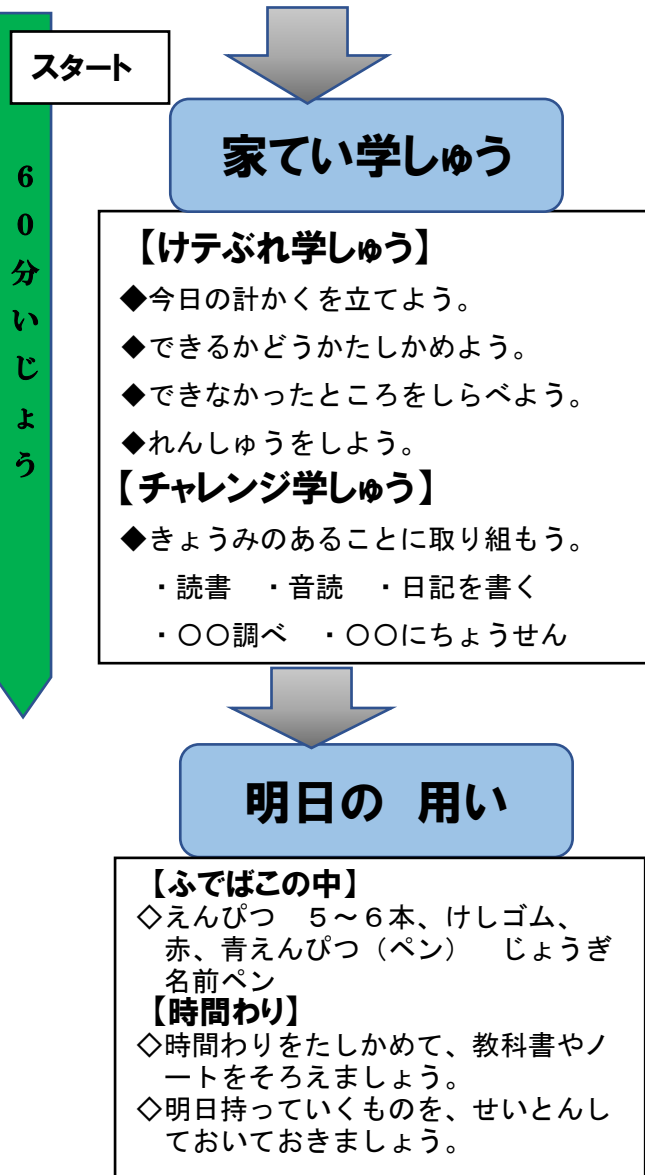 スタート
60分いじょう
家てい学しゅう
【けテぶれ学しゅう】
◆今日の計かくを立てよう。
◆できるかどうかたしかめよう。
◆できなかったところをしらべよう。
◆れんしゅうをしよう。
【チャレンジ学しゅう】
◆きょうみのあることに取り組もう。
・読書　・音読　・日記を書く
・〇〇調べ　・〇〇にちょうせん
明日の　用い
【ふでばこの中】
◇えんぴつ　５～６本、けしゴム、
赤、青えんぴつ（ペン）　じょうぎ
名前ペン
【時間わり】
◇時間わりをたしかめて、教科書やノ
ートをそろえましょう。
◇明日持っていくものを、せいとんし
ておいておきましょう。